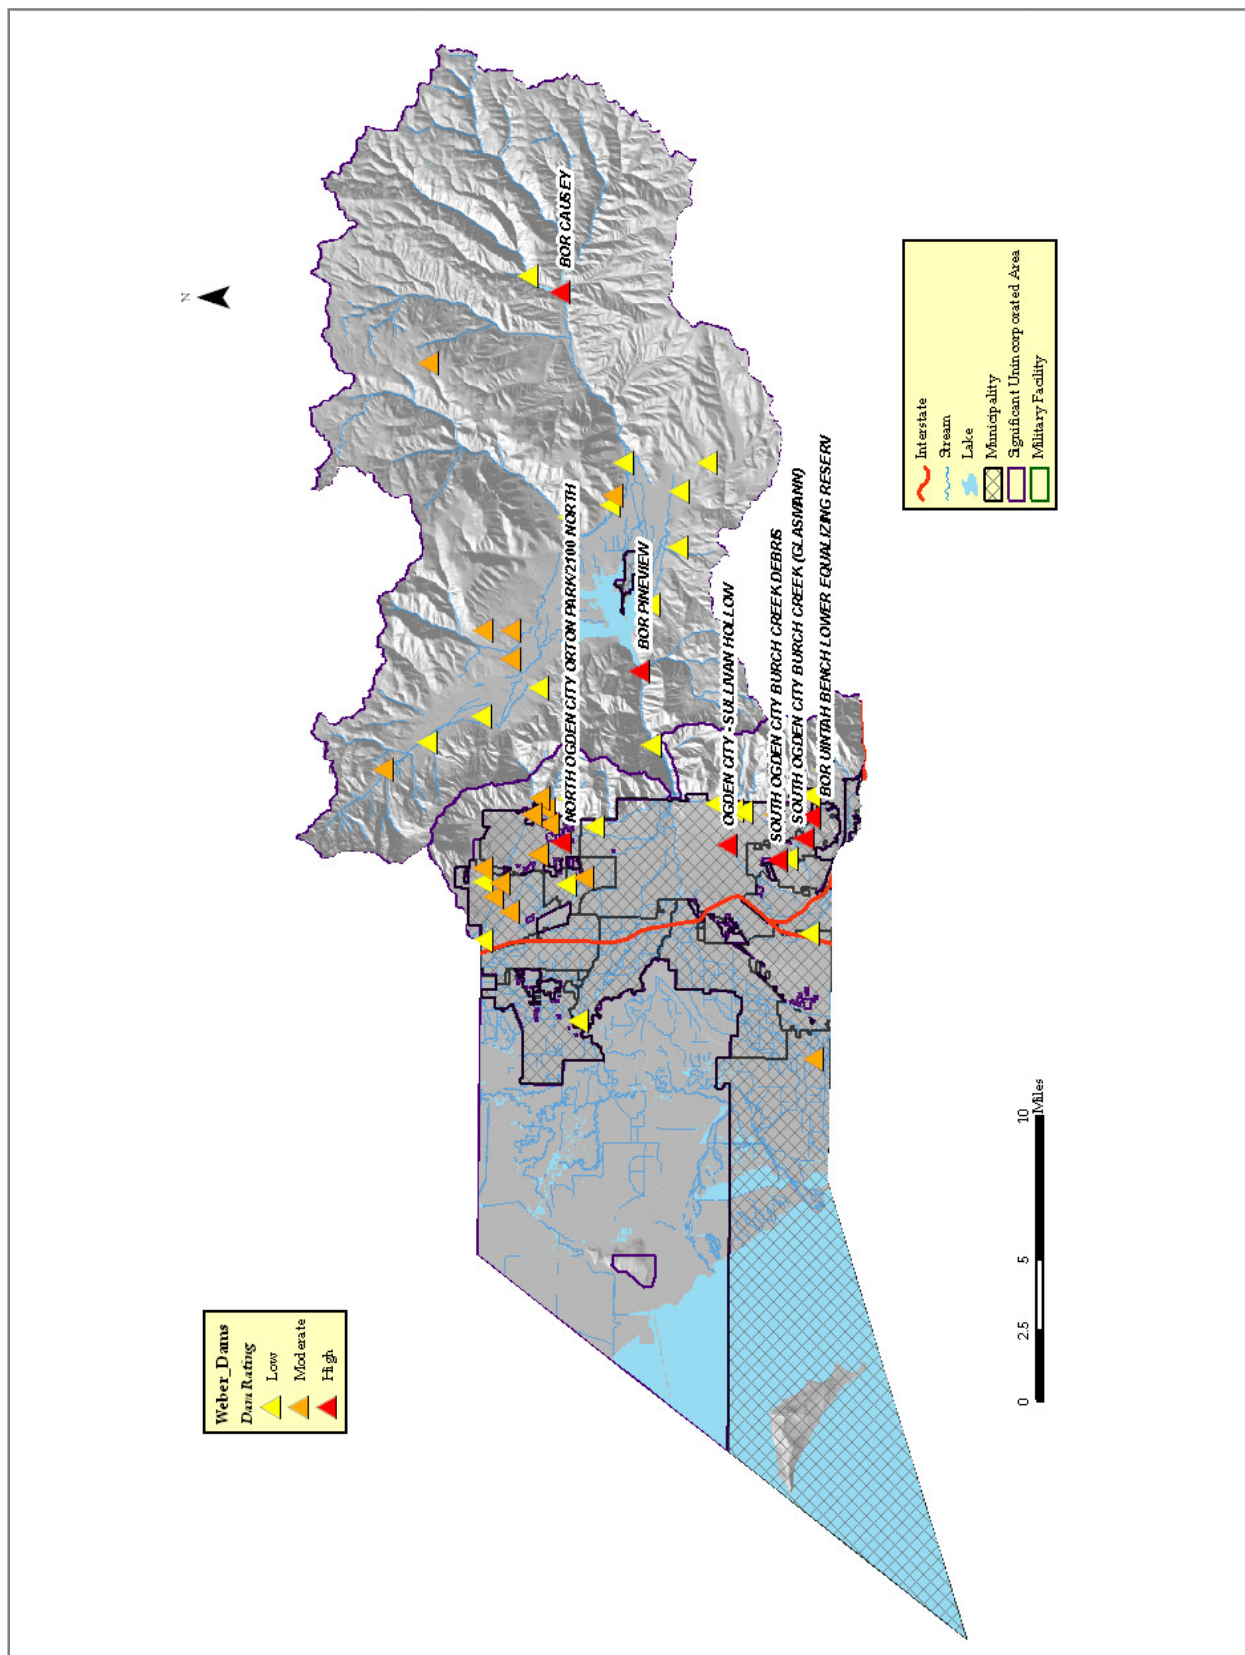 N
BOR CAUSEY
NORTH OGDEN CITY ORTON PARK/2100 NORTH
BOR PINEVIEW
OGDEN CITY - SULLIVAN HOLLOW
SOUTH OGDEN CITY BURCH CREEK DEBRIS
SOUTH OGDEN CITY BURCH CREEK (GLASMANN)
BOR UINTAH BENCH LOWER EQUALIZING RESERV
Weber_Dams
Dam Rating
Low
Moderate
High
Interstate
Stream
Lake
Municipality
Significant Unincorporated Area
Military Facility
0 2.5 5 10
Miles